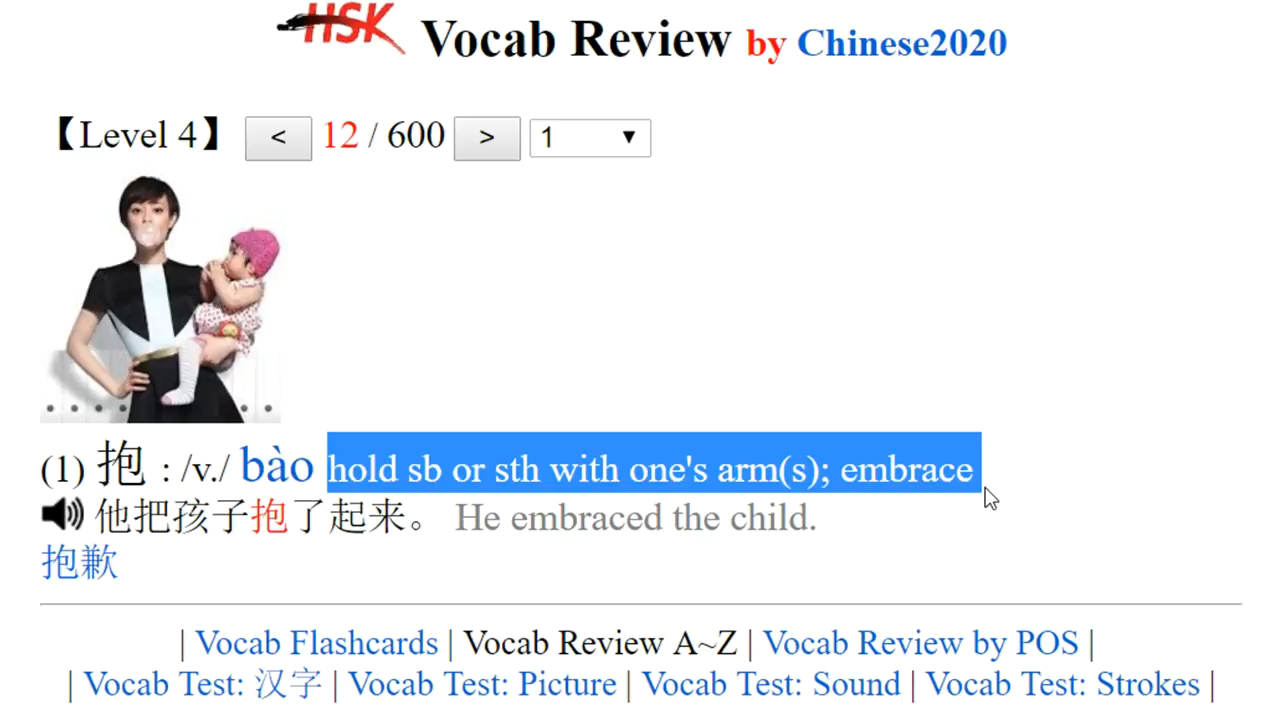 HSK Vocab Review by Chinese2020
【Level 4】 < 12 / 600 > 1 ▼
(1) 抱 : /v./ bào hold sb or sth with one's arm(s); embrace
他把孩子抱了起来。 He embraced the child.
抱歉
| Vocab Flashcards | Vocab Review A~Z | Vocab Review by POS |
| Vocab Test: 汉字 | Vocab Test: Picture | Vocab Test: Sound | Vocab Test: Strokes |